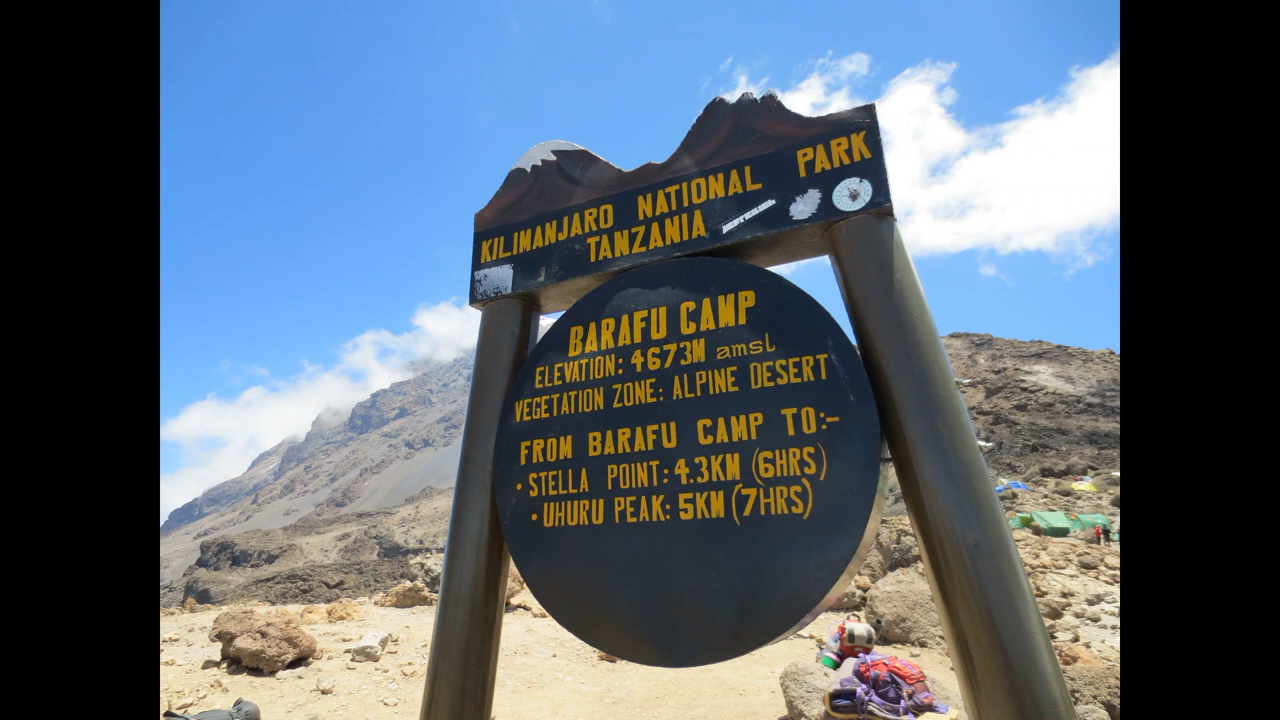 KILIMANJARO NATIONAL PARK
TANZANIA
BARAFU CAMP
ELEVATION: 4673M amsl
VEGETATION ZONE: ALPINE DESERT
FROM BARAFU CAMP TO:-
• STELLA POINT: 4.3KM (6HRS)
• UHURU PEAK: 5KM (7HRS)